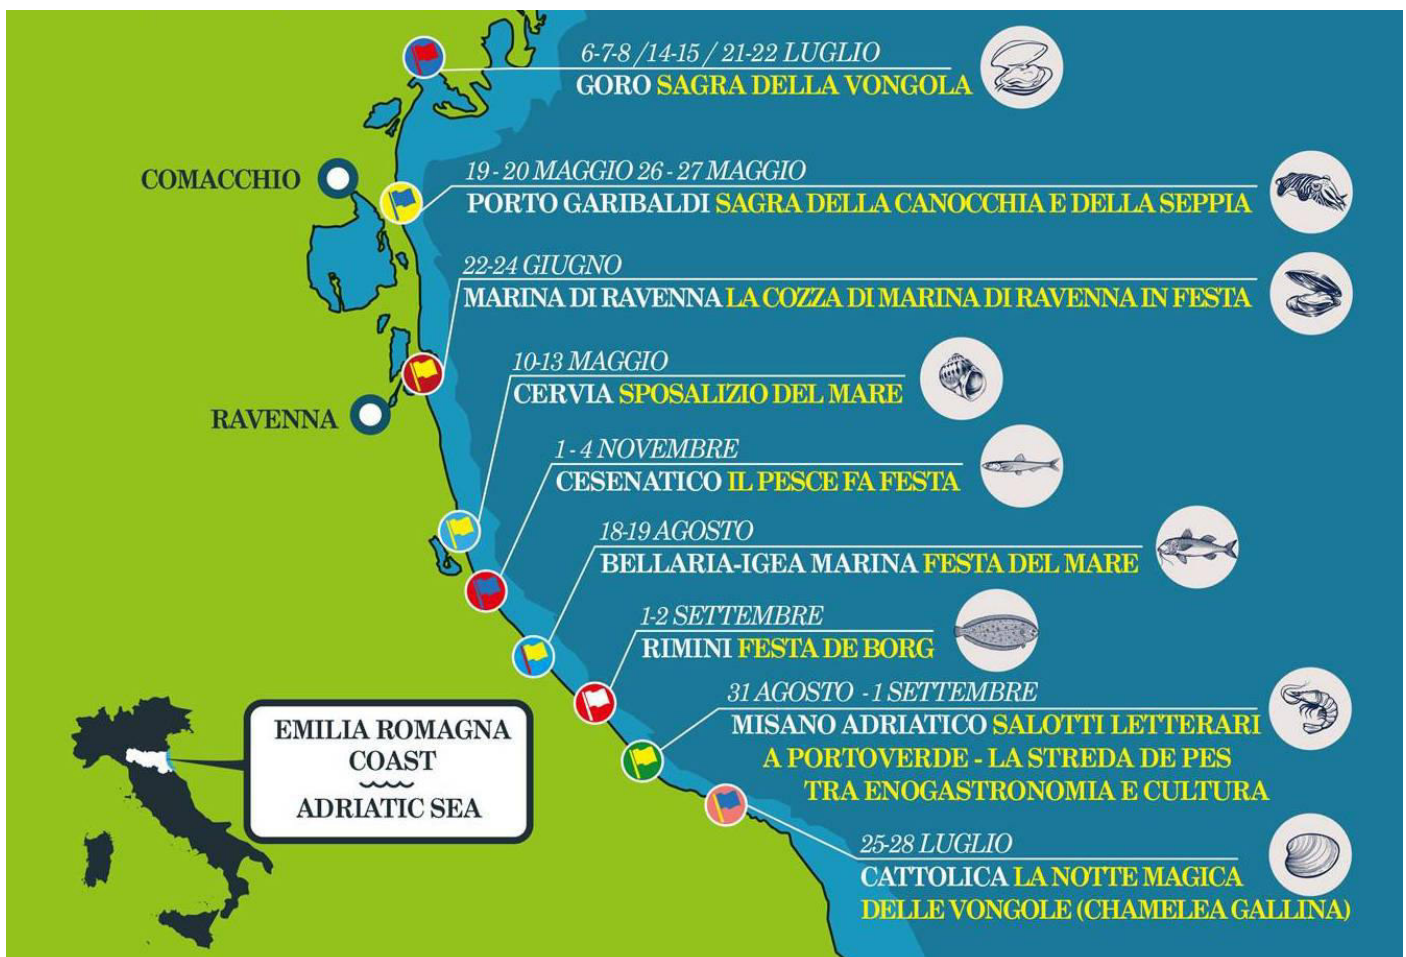 6-7-8 /14-15 / 21-22 LUGLIO
GORO SAGRA DELLA VONGOLA
COMACCHIO
19 - 20 MAGGIO 26 - 27 MAGGIO
PORTO GARIBALDI SAGRA DELLA CANOCCHIA E DELLA SEPPIA
22-24 GIUGNO
MARINA DI RAVENNA LA COZZA DI MARINA DI RAVENNA IN FESTA
10-13 MAGGIO
CERVIA SPOSALIZIO DEL MARE
RAVENNA
1 - 4 NOVEMBRE
CESENATICO IL PESCE FA FESTA
18-19 AGOSTO
BELLARIA-IGEA MARINA FESTA DEL MARE
1-2 SETTEMBRE
RIMINI FESTA DE BORG
31 AGOSTO - 1 SETTEMBRE
MISANO ADRIATICO SALOTTI LETTERARI
A PORTOVERDE - LA STREDA DE PES
TRA ENOGASTRONOMIA E CULTURA
EMILIA ROMAGNA
COAST
ADRIATIC SEA
25-28 LUGLIO
CATTOLICA LA NOTTE MAGICA
DELLE VONGOLE (CHAMELEA GALLINA)